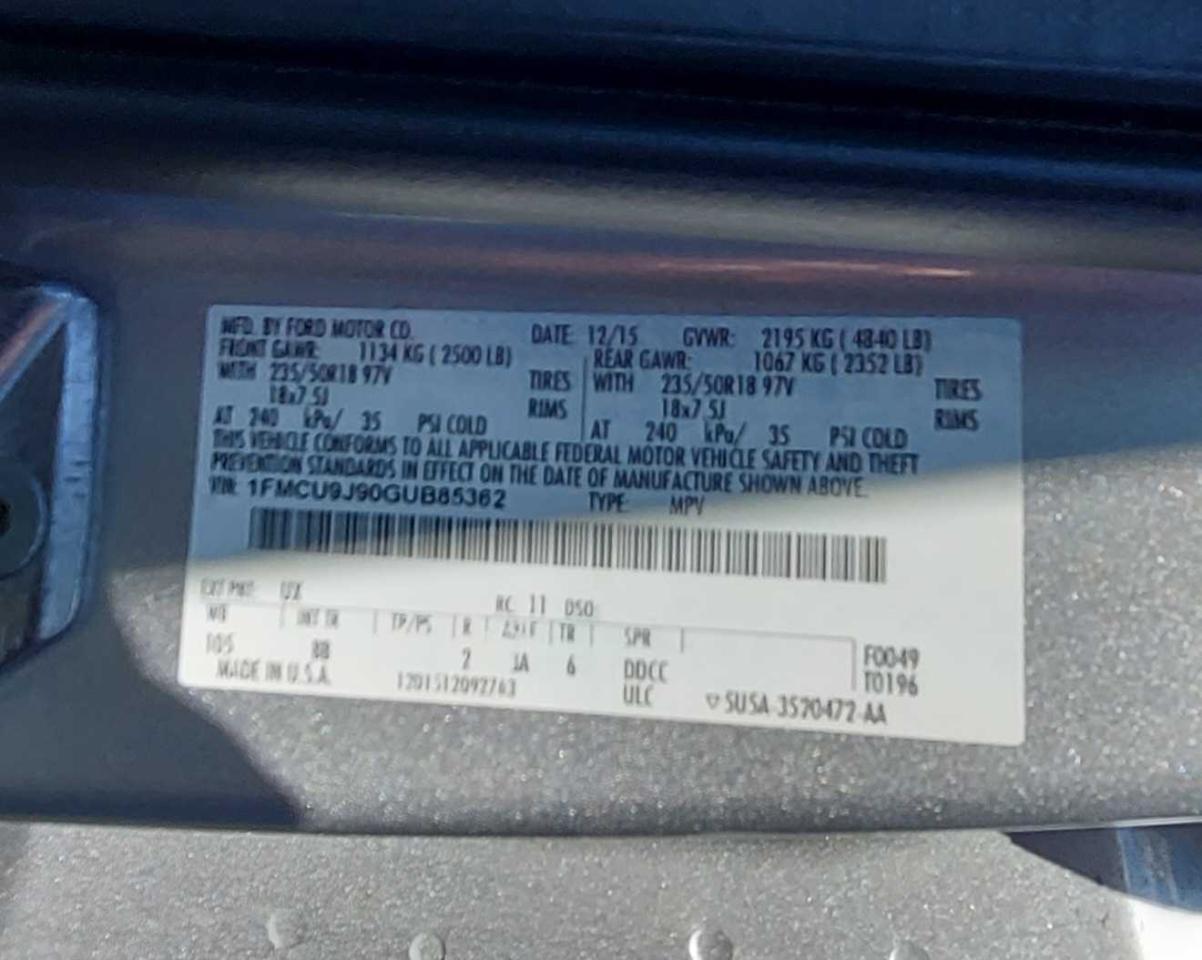 MFD. BY FORD MOTOR CO. DATE: 12/15 GVWR: 2195 KG ( 4840 LB)
FRONT GAWR: 1134 KG ( 2500 LB) REAR GAWR: 1067 KG ( 2352 LB)
WITH 235/50R18 97V TIRES WITH 235/50R18 97V TIRES
18x7.5J RIMS 18x7.5J RIMS
AT 240 kPa/ 35 PSI COLD AT 240 kPa/ 35 PSI COLD
THIS VEHICLE CONFORMS TO ALL APPLICABLE FEDERAL MOTOR VEHICLE SAFETY AND THEFT
PREVENTION STANDARDS IN EFFECT ON THE DATE OF MANUFACTURE SHOWN ABOVE.
VIN: 1FMCU9J90GUB85362 TYPE: MPV
EXT PNT: UX RC: 11 DSO:
WB INT TR TP/PS R AXLE TR SPR F0049
105 88 2 3A 6 DDCC T0196
MADE IN U.S.A. 1201512092763 ULC ▽5U5A-3520472-AA